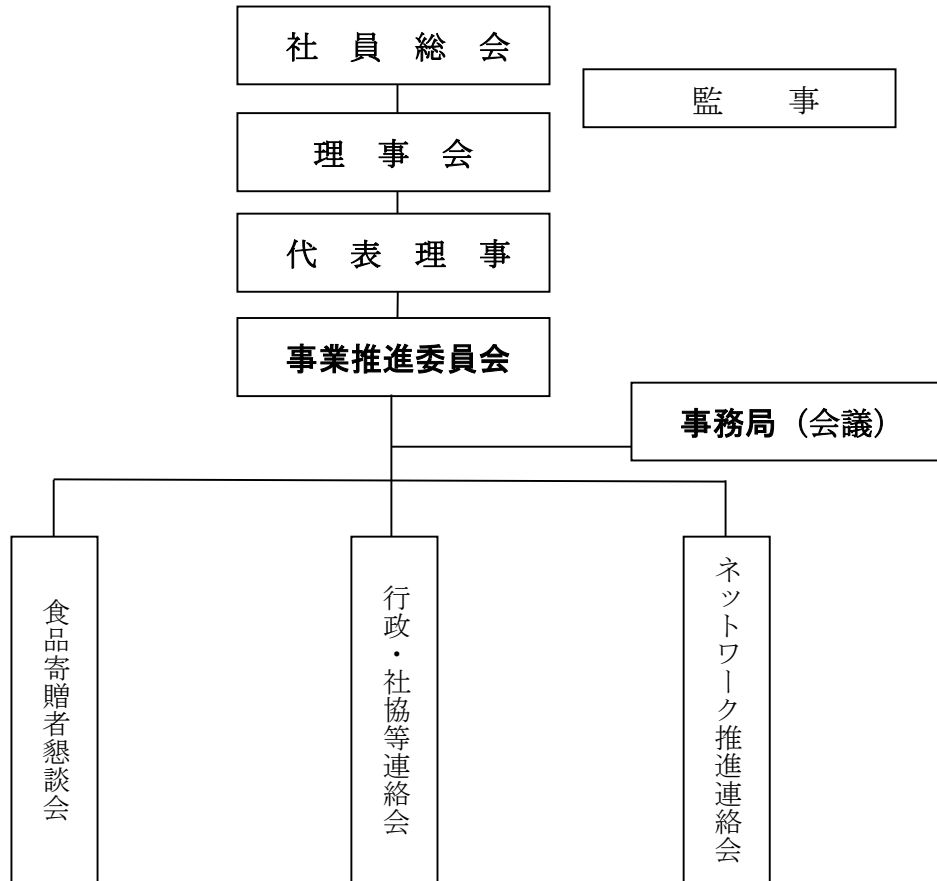 社　員　総　会
監　　事
理　事　会
代　表　理　事
事業推進委員会
事務局（会議）
食品寄贈者懇談会
行政・社協等連絡会
ネットワーク推進連絡会